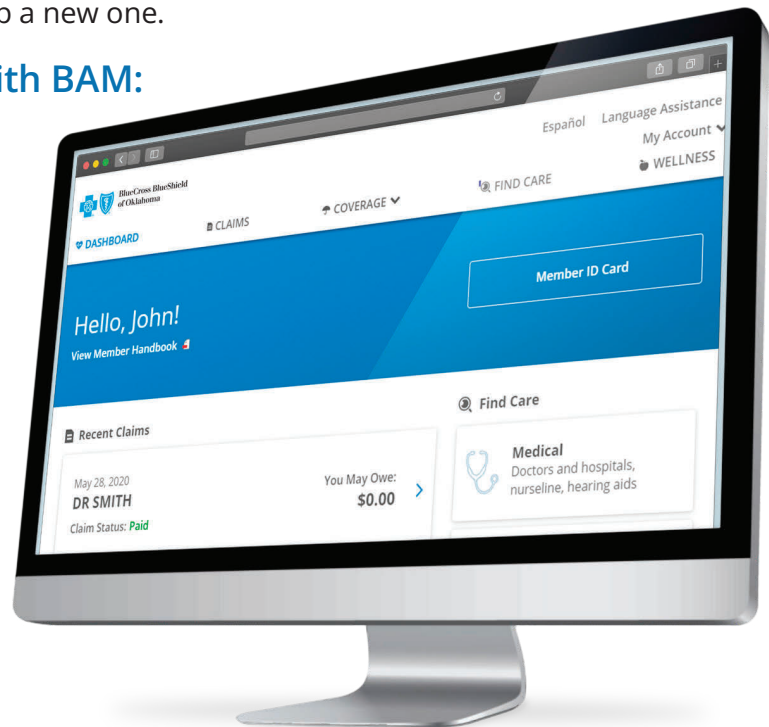 p a new one.
ith BAM:
Español Language Assistance
My Account
BlueCross BlueShield
of Oklahoma
DASHBOARD
CLAIMS
COVERAGE
FIND CARE
WELLNESS
Hello, John!
View Member Handbook
Member ID Card
Recent Claims
May 28, 2020
DR SMITH
Claim Status: Paid
You May Owe:
$0.00
Find Care
Medical
Doctors and hospitals,
nurseline, hearing aids